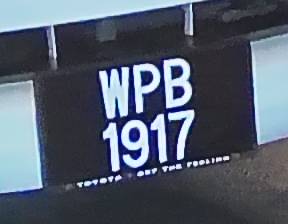 WPB
1917
TOYOTA · GET THE FEELING